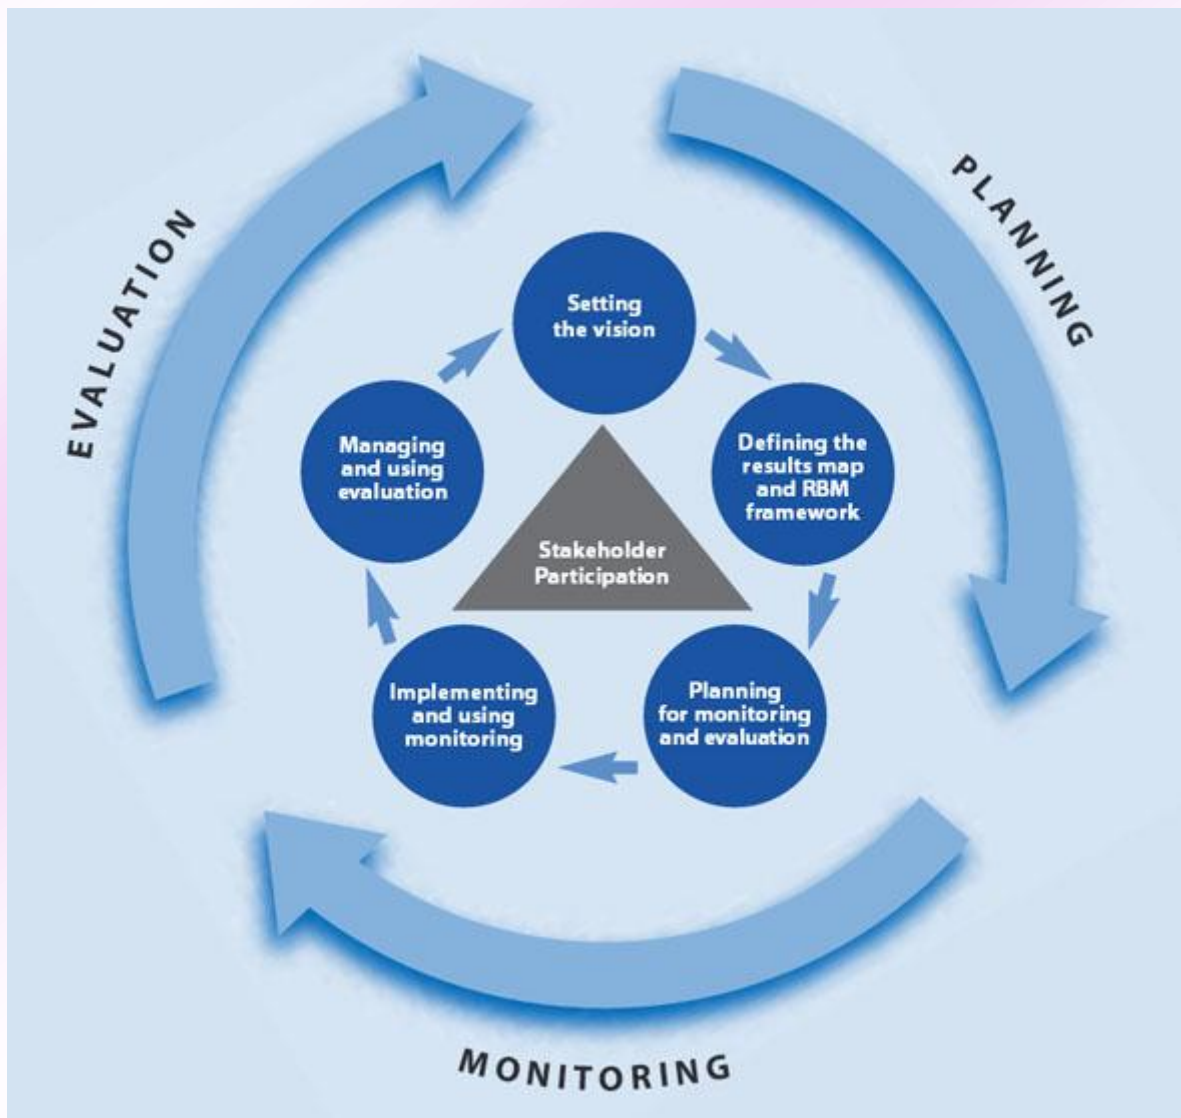 EVALUATION
PLANNING
Setting
the vision
Managing
and using
evaluation
Defining the
results map
and RBM
framework
Stakeholder
Participation
Implementing
and using
monitoring
Planning
for monitoring
and evaluation
MONITORING